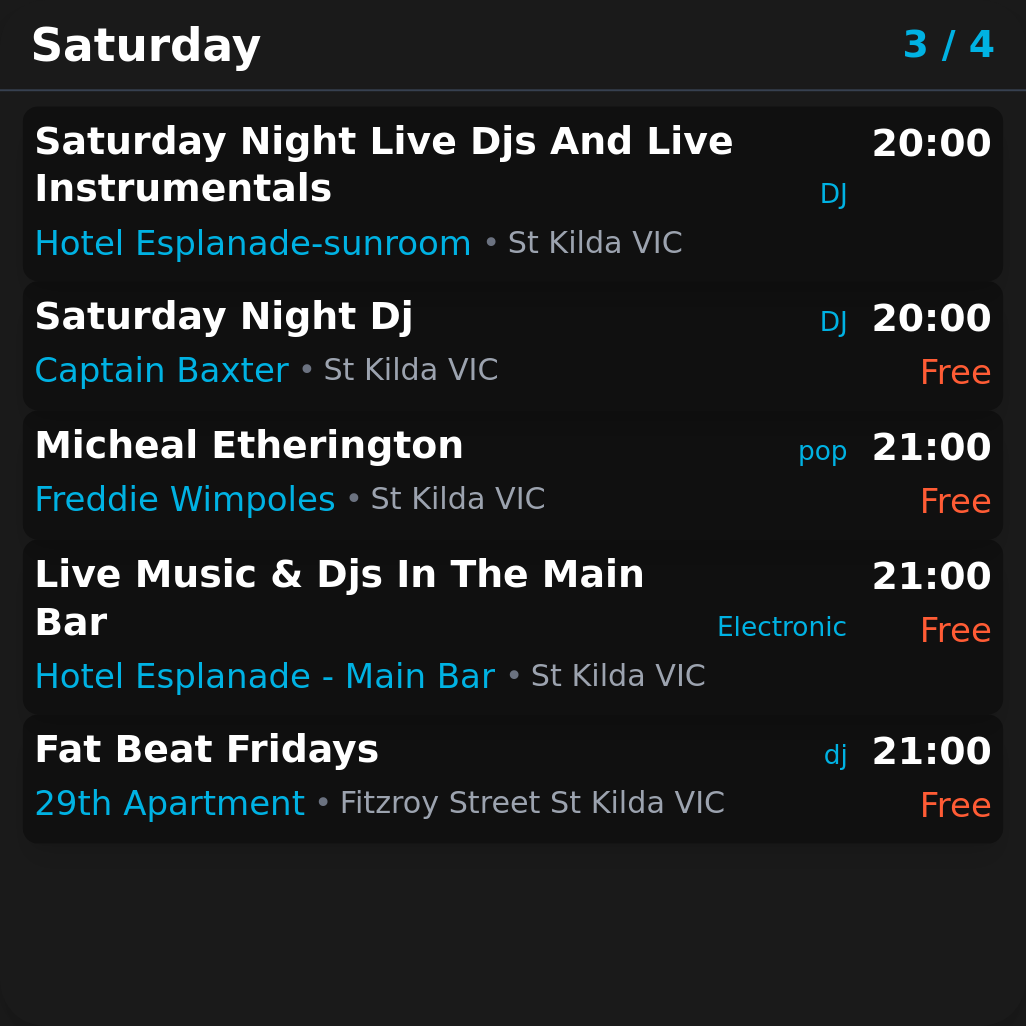 Saturday 3 / 4
Saturday Night Live Djs And Live 20:00
Instrumentals DJ
Hotel Esplanade-sunroom • St Kilda VIC
Saturday Night Dj DJ 20:00
Captain Baxter • St Kilda VIC Free
Micheal Etherington pop 21:00
Freddie Wimpoles • St Kilda VIC Free
Live Music & Djs In The Main 21:00
Bar Electronic Free
Hotel Esplanade - Main Bar • St Kilda VIC
Fat Beat Fridays dj 21:00
29th Apartment • Fitzroy Street St Kilda VIC Free